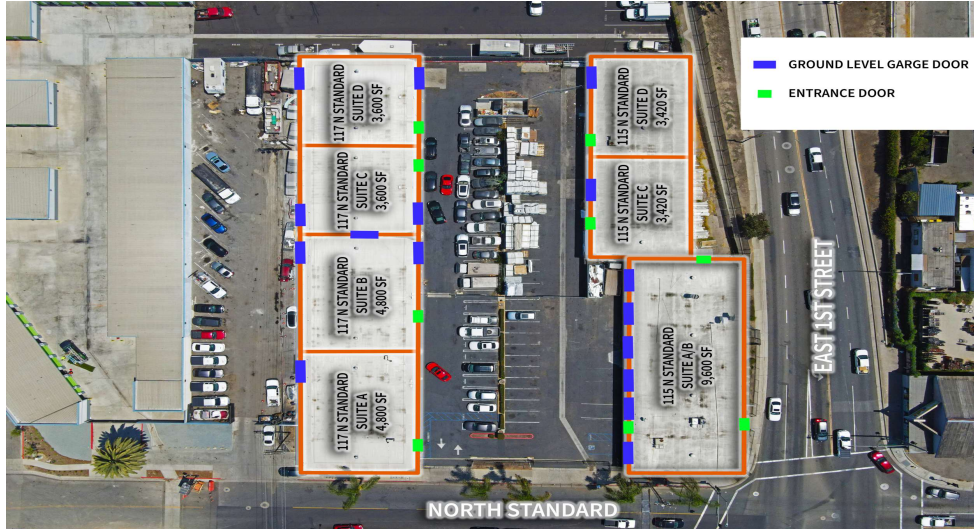 GROUND LEVEL GARGE DOOR
ENTRANCE DOOR
117 N STANDARD
SUITE D
3,600 SF
117 N STANDARD
SUITE C
3,600 SF
117 N STANDARD
SUITE B
4,800 SF
117 N STANDARD
SUITE A
4,800 SF
115 N STANDARD
SUITE D
3,420 SF
115 N STANDARD
SUITE C
3,420 SF
115 N STANDARD
SUITE A/B
9,600 SF
EAST 1ST STREET
NORTH STANDARD